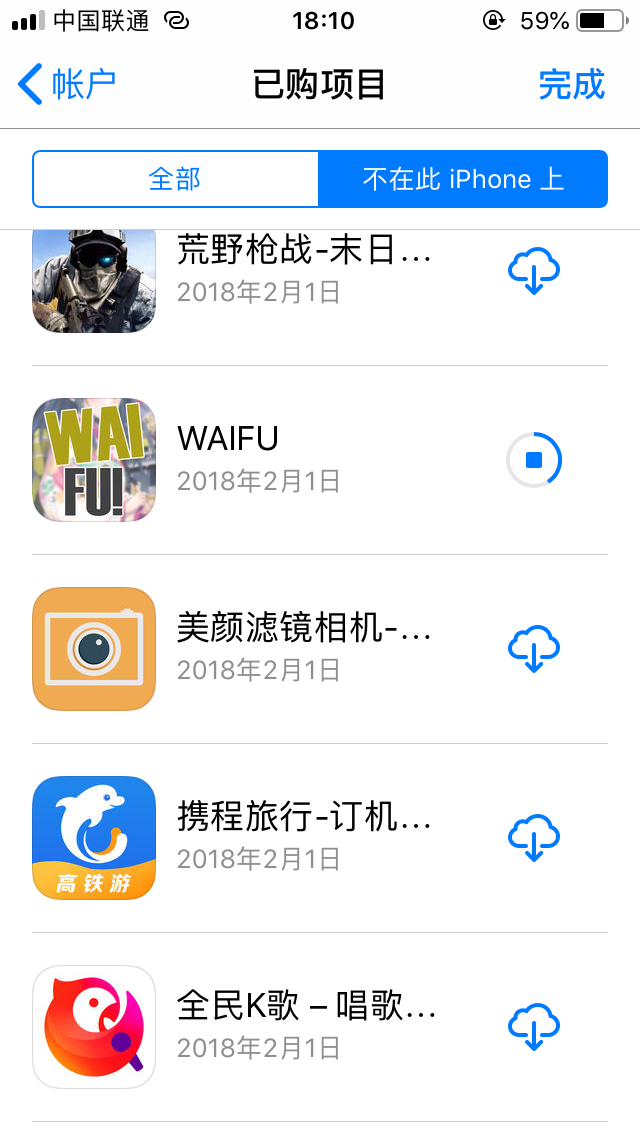 中国联通
18:10
59%
帐户
已购项目
完成
全部
不在此 iPhone 上
荒野枪战-末日...
2018年2月1日
WAI
FU!
WAIFU
2018年2月1日
美颜滤镜相机-...
2018年2月1日
高铁游
携程旅行-订机...
2018年2月1日
全民K歌 – 唱歌...
2018年2月1日